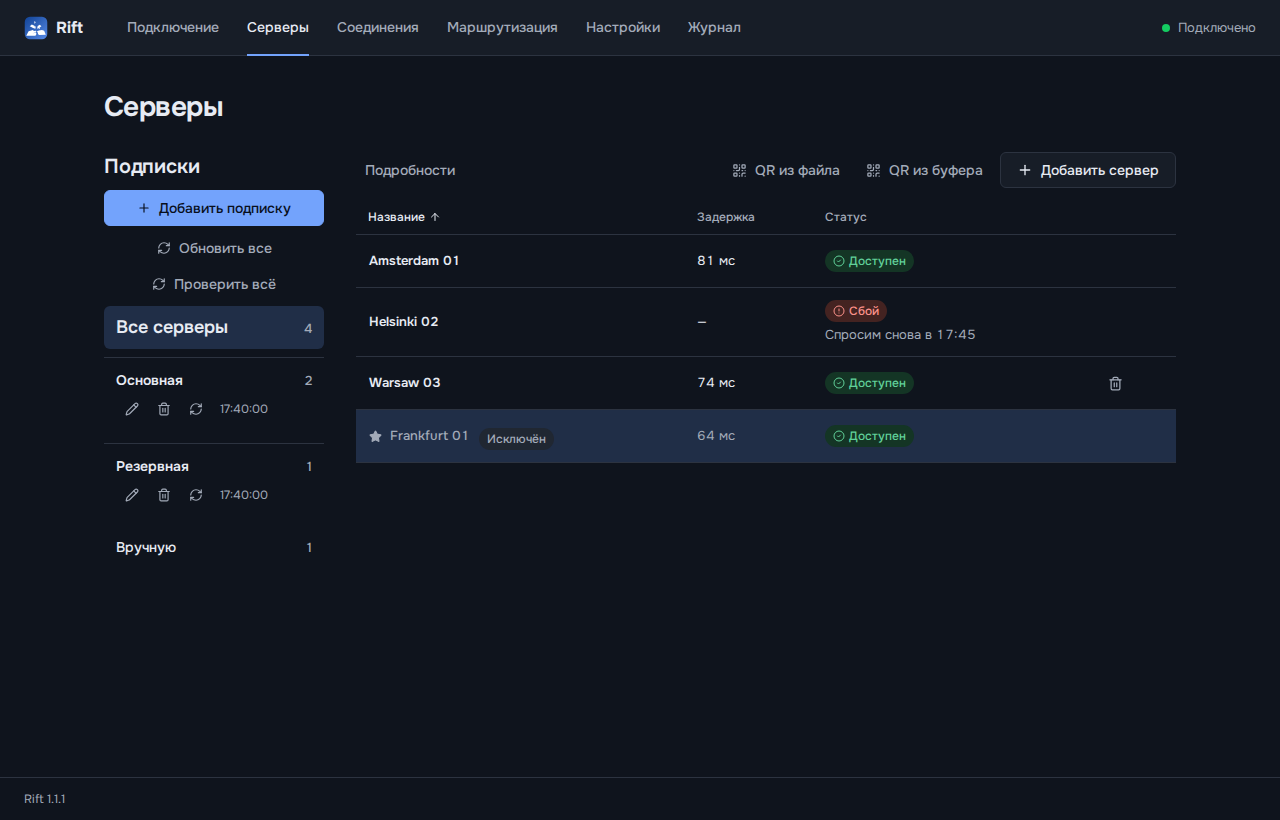 Rift
Подключение
Серверы
Соединения
Маршрутизация
Настройки
Журнал
Подключено
Серверы
Подписки
Добавить подписку
Обновить все
Проверить всё
Все серверы 4
Основная 2
17:40:00
Резервная 1
17:40:00
Вручную 1
Подробности
QR из файла
QR из буфера
Добавить сервер
Название ↑ Задержка Статус
Amsterdam 01 81 мс Доступен
Helsinki 02 – Сбой
Спросим снова в 17:45
Warsaw 03 74 мс Доступен
Frankfurt 01 Исключён 64 мс Доступен
Rift 1.1.1